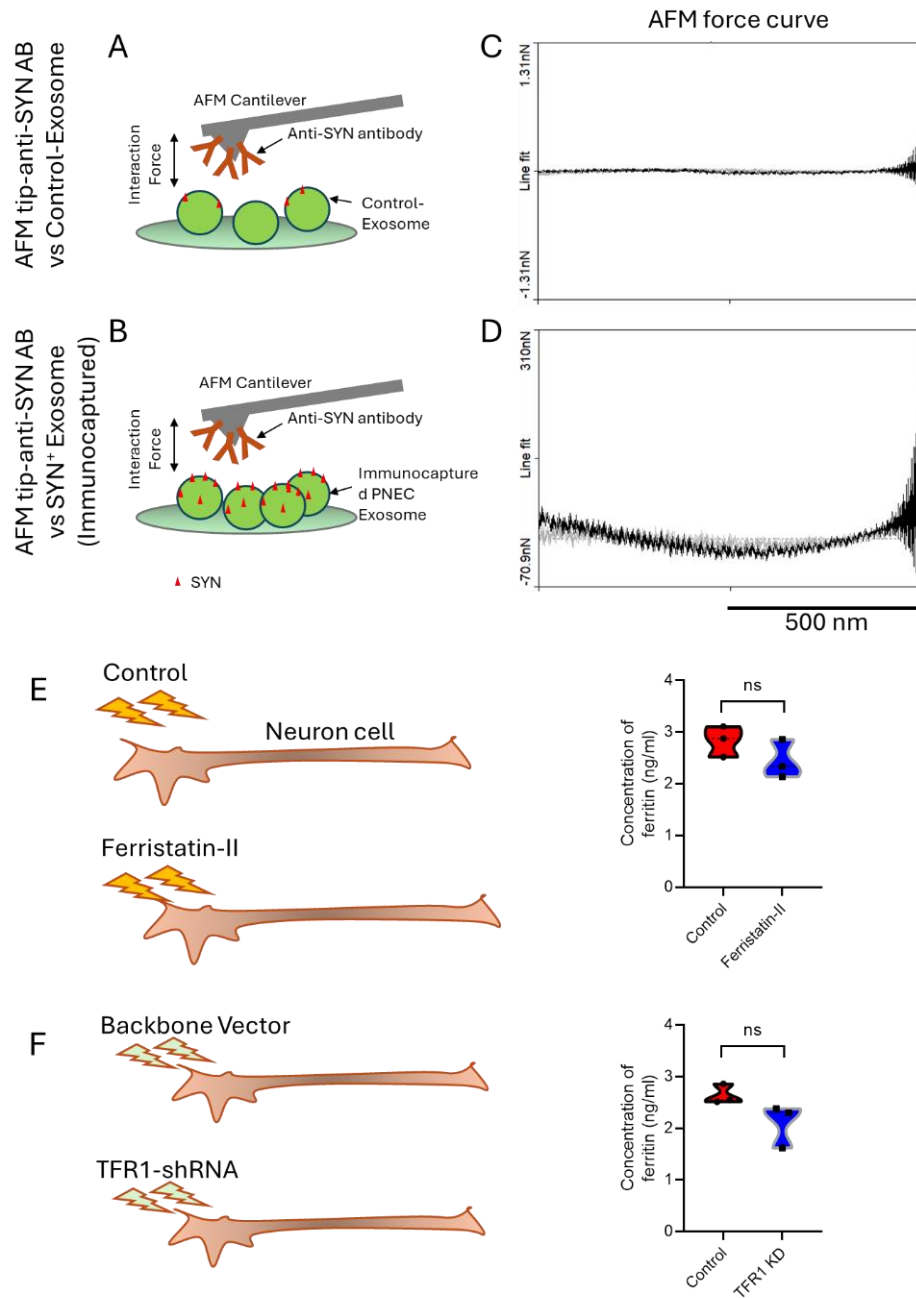 AFM force curve
AFM tip-anti-SYN AB
vs Control-Exosome
A
AFM Cantilever
Anti-SYN antibody
Interaction
Force
Control-
Exosome
C
1.31nN
Line fit
-1.31nN
AFM tip-anti-SYN AB
vs SYN⁺ Exosome
(Immunocaptured)
B
AFM Cantilever
Anti-SYN antibody
Interaction
Force
Immunocapture
d PNEC
Exosome
SYN
D
310nN
Line fit
-70.9nN
500 nm
E
Control
Neuron cell
Ferristatin-II
Concentration of
ferritin (ng/ml)
4
3
2
1
0
ns
Control
Ferristatin-II
F
Backbone Vector
TFR1-shRNA
Concentration of
ferritin (ng/ml)
4
3
2
1
0
ns
Control
TFR1 KD